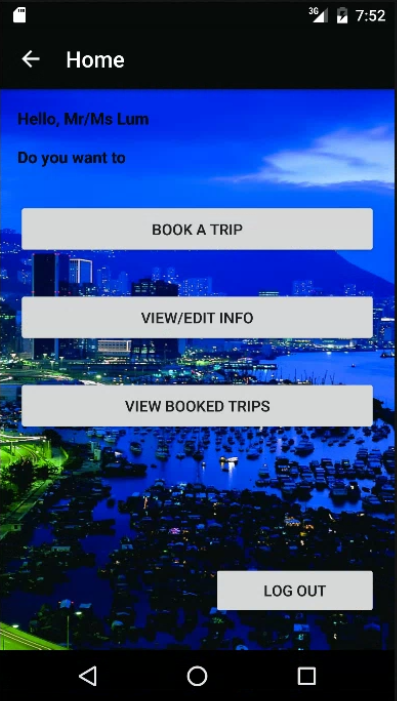 3G 7:52
Home
Hello, Mr/Ms Lum
Do you want to
BOOK A TRIP
VIEW/EDIT INFO
VIEW BOOKED TRIPS
LOG OUT